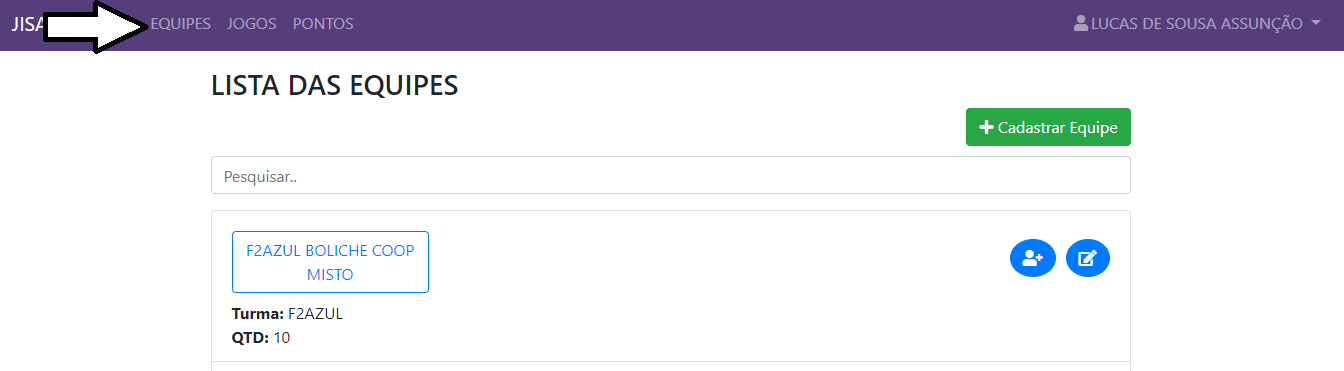 JISA EQUIPES JOGOS PONTOS LUCAS DE SOUSA ASSUNÇÃO
LISTA DAS EQUIPES
Cadastrar Equipe
Pesquisar..
F2AZUL BOLICHE COOP
MISTO
Turma: F2AZUL
QTD: 10